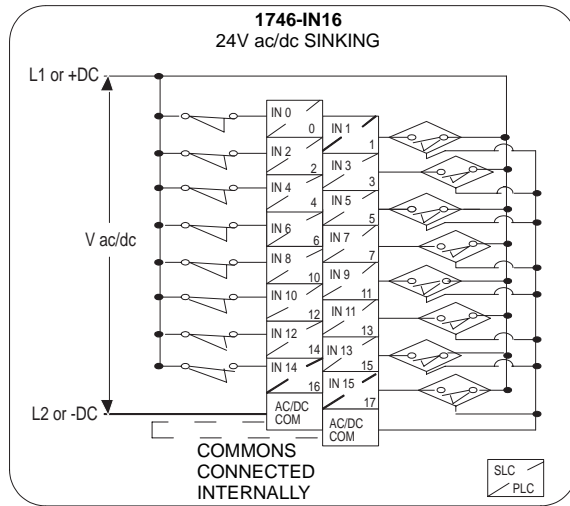 1746-IN16
24V ac/dc SINKING
L1 or +DC
IN 0
0
IN 1
1
IN 2
2
IN 3
3
IN 4
4
IN 5
5
IN 6
6
IN 7
7
V ac/dc
IN 8
10
IN 9
11
IN 10
12
IN 11
13
IN 12
14
IN 13
15
IN 14
16
IN 15
17
L2 or -DC
AC/DC
COM
AC/DC
COM
COMMONS
CONNECTED
INTERNALLY
SLC
PLC